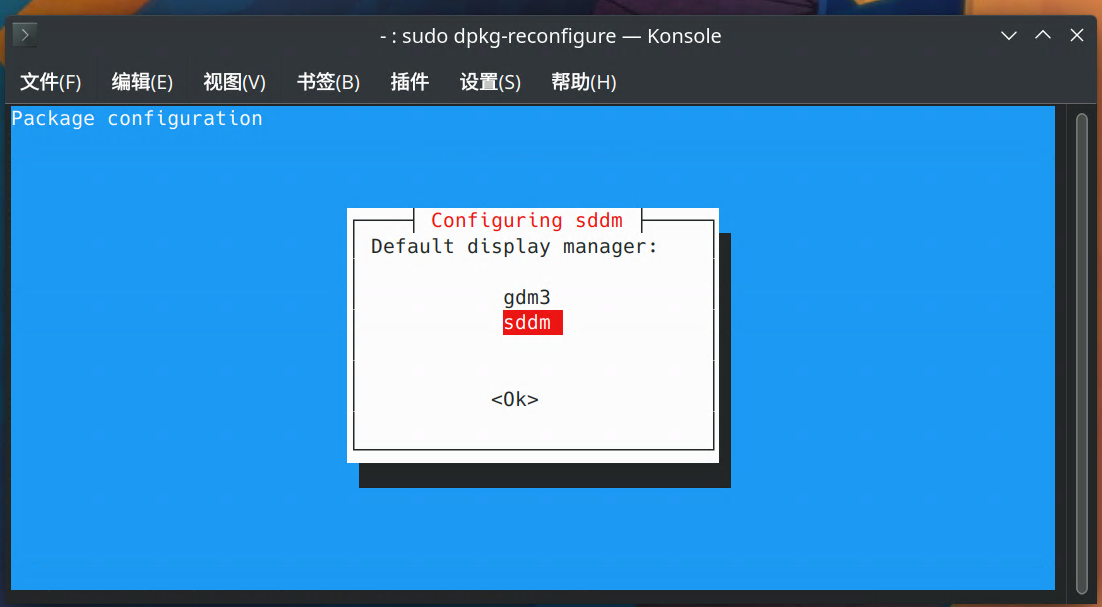 - : sudo dpkg-reconfigure — Konsole
文件(F) 编辑(E) 视图(V) 书签(B) 插件 设置(S) 帮助(H)
Package configuration
Configuring sddm
Default display manager:
gdm3
sddm
<Ok>